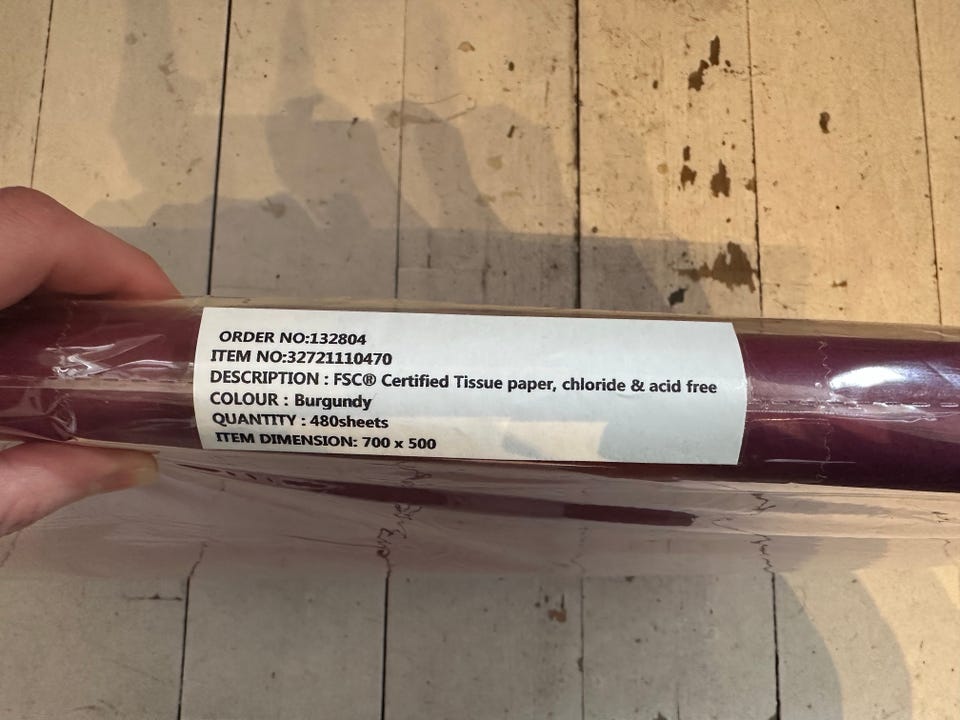 ORDER NO:132804
ITEM NO:32721110470
DESCRIPTION : FSC® Certified Tissue paper, chloride & acid free
COLOUR : Burgundy
QUANTITY : 480sheets
ITEM DIMENSION: 700 x 500